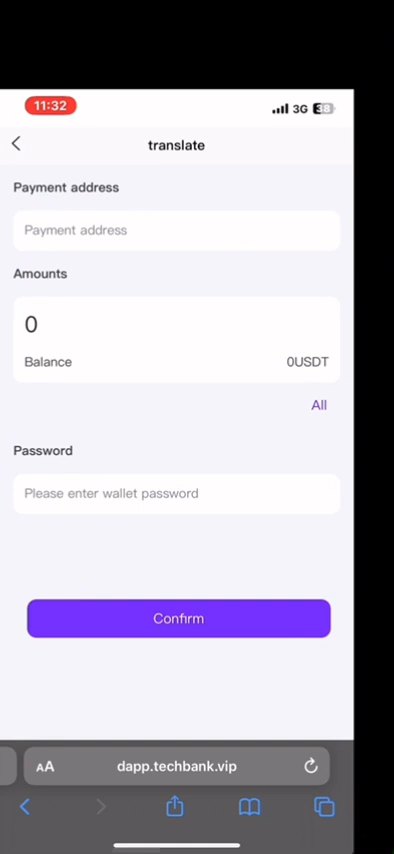 11:32
3G 38
translate
Payment address
Payment address
Amounts
0
Balance 0USDT
All
Password
Please enter wallet password
Confirm
AA dapp.techbank.vip